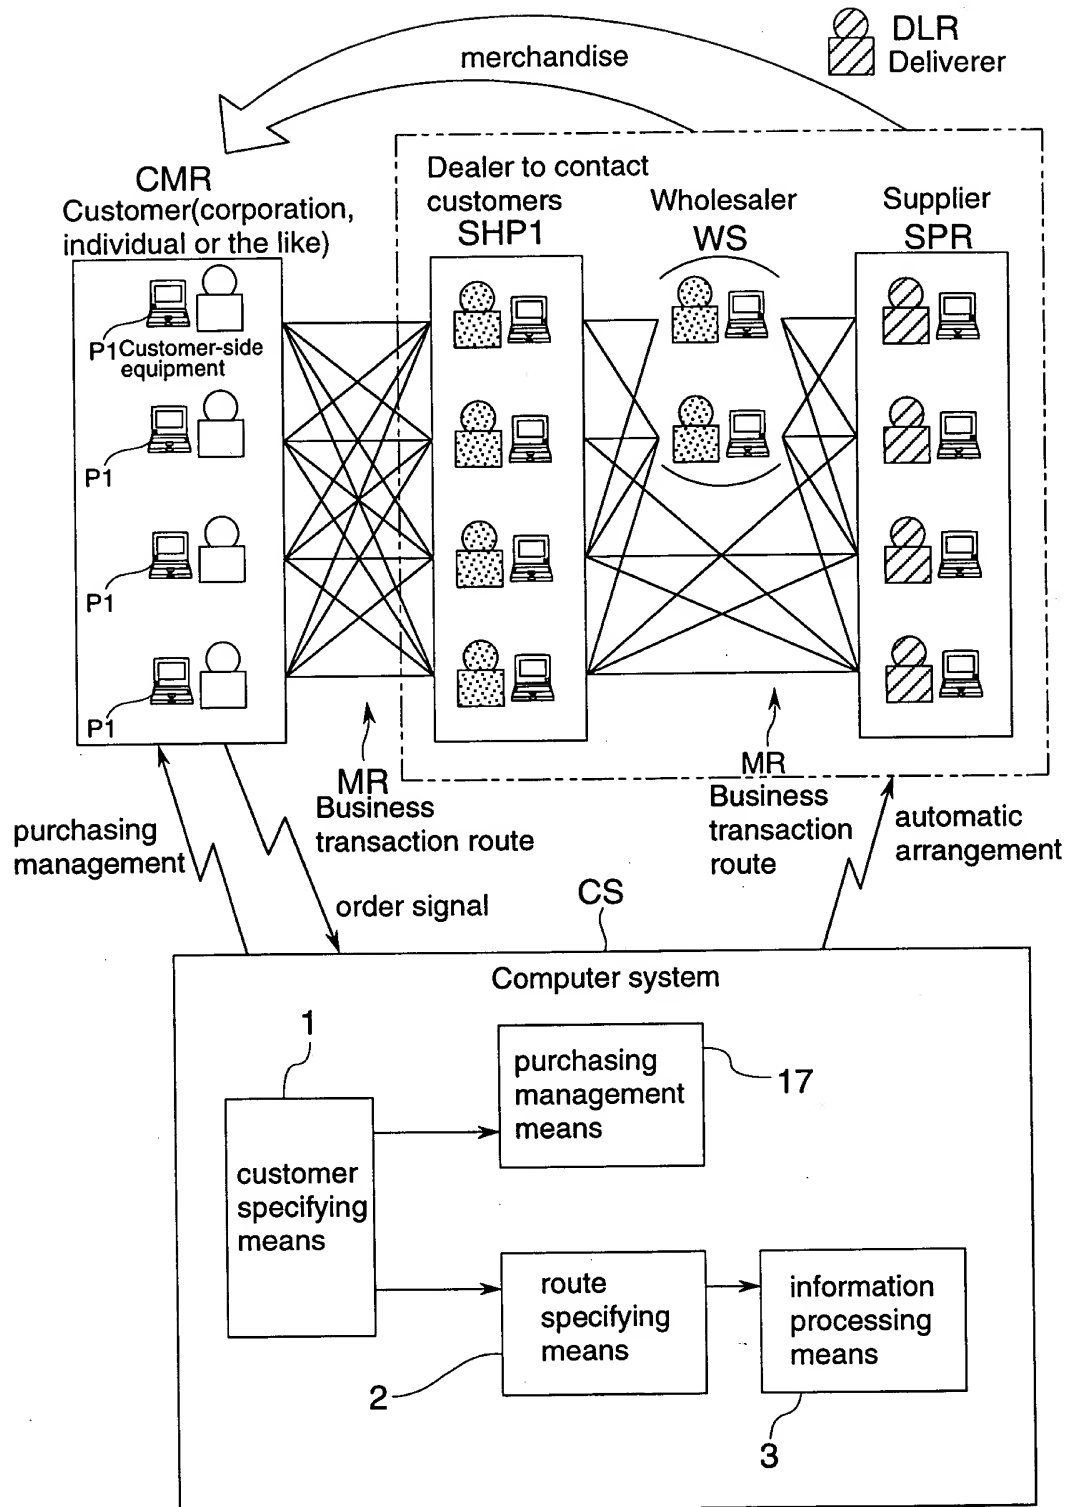 DLR
Deliverer
merchandise
CMR
Customer(corporation,
individual or the like)
Dealer to contact
customers
SHP1
Wholesaler
WS
Supplier
SPR
P1 Customer-side
equipment
P1
P1
P1
MR
Business
transaction route
MR
Business
transaction
route
purchasing
management
order signal
automatic
arrangement
CS
Computer system
1
customer
specifying
means
purchasing
management
means
17
route
specifying
means
2
information
processing
means
3